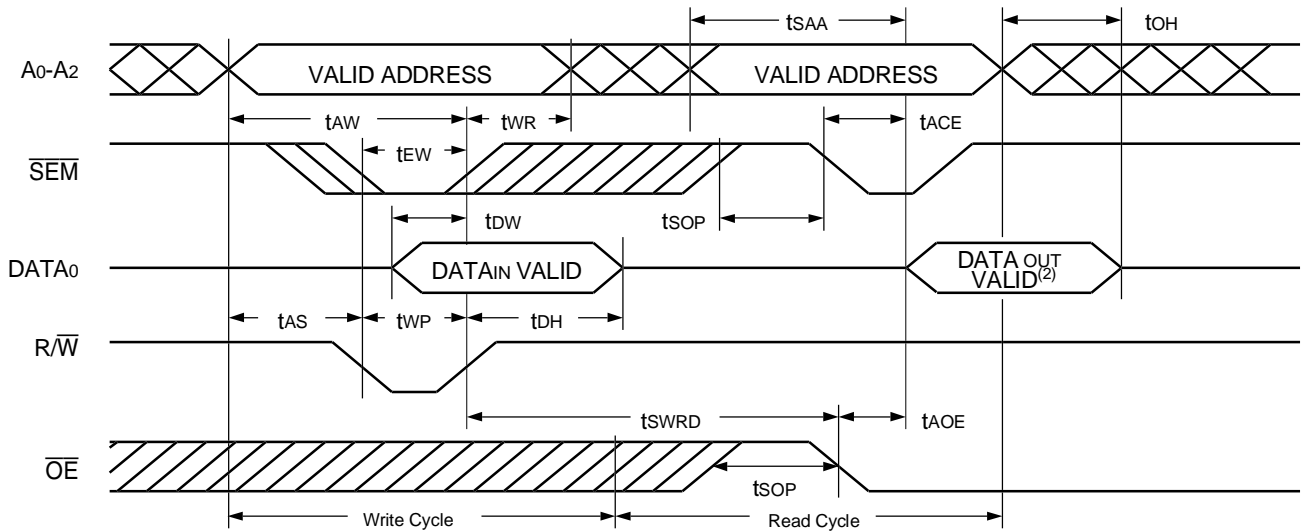 tSAA
tOH
A0-A2
VALID ADDRESS
VALID ADDRESS
tAW
tWR
tACE
tEW
SEM
tDW
tSOP
DATA0
DATAIN VALID
DATA OUT
VALID(2)
tAS
tWP
tDH
R/W
tSWRD
tAOE
OE
tSOP
Write Cycle
Read Cycle